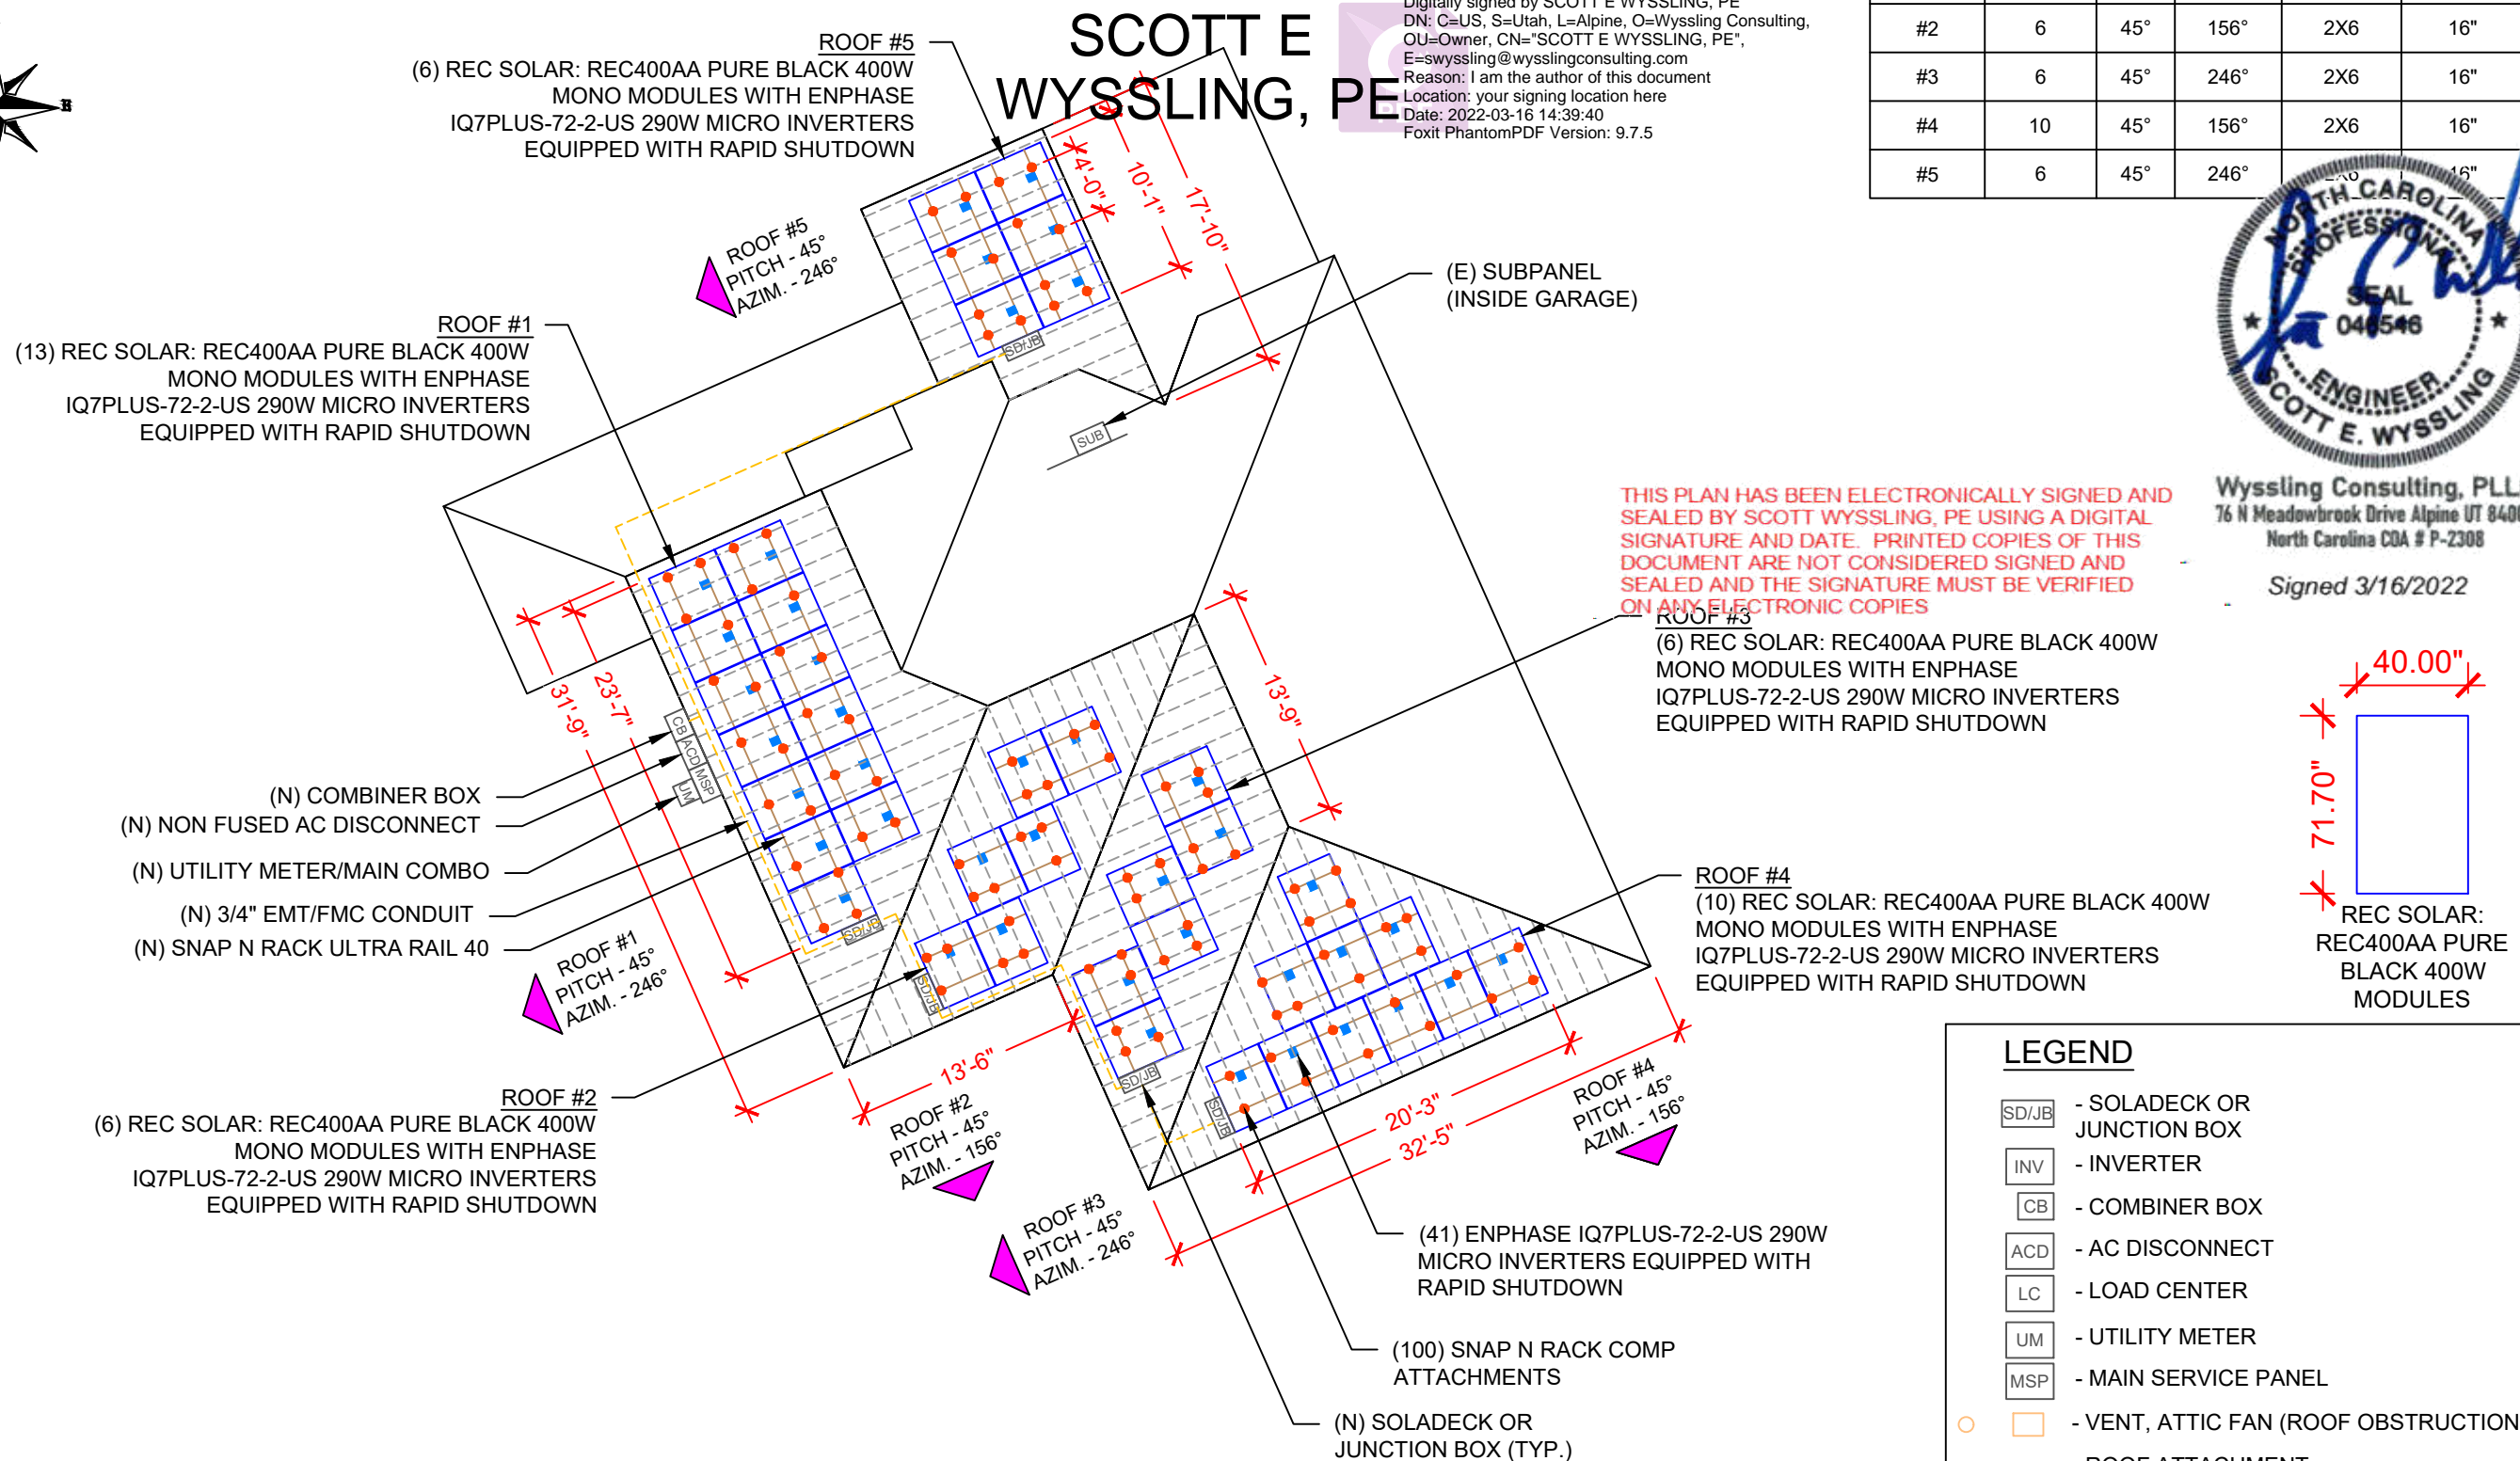 SCOTT E
WYSSLING, PE
Digitally signed by SCOTT E WYSSLING, PE
DN: C=US, S=Utah, L=Alpine, O=Wyssling Consulting,
OU=Owner, CN="SCOTT E WYSSLING, PE",
E=swyssling@wysslingconsulting.com
Reason: I am the author of this document
Location: your signing location here
Date: 2022-03-16 14:39:40
Foxit PhantomPDF Version: 9.7.5
#2 6 45° 156° 2X6 16"
#3 6 45° 246° 2X6 16"
#4 10 45° 156° 2X6 16"
#5 6 45° 246° 2X6 16"
ROOF #5
(6) REC SOLAR: REC400AA PURE BLACK 400W
MONO MODULES WITH ENPHASE
IQ7PLUS-72-2-US 290W MICRO INVERTERS
EQUIPPED WITH RAPID SHUTDOWN
4'-0"
10'-1"
17'-10"
ROOF #5
PITCH - 45°
AZIM. - 246°
(E) SUBPANEL
(INSIDE GARAGE)
NORTH CAROLINA
PROFESSIONAL
SEAL
046546
ENGINEER
SCOTT E. WYSSLING
ROOF #1
(13) REC SOLAR: REC400AA PURE BLACK 400W
MONO MODULES WITH ENPHASE
IQ7PLUS-72-2-US 290W MICRO INVERTERS
EQUIPPED WITH RAPID SHUTDOWN
SD/JB
SUB
THIS PLAN HAS BEEN ELECTRONICALLY SIGNED AND
SEALED BY SCOTT WYSSLING, PE USING A DIGITAL
SIGNATURE AND DATE. PRINTED COPIES OF THIS
DOCUMENT ARE NOT CONSIDERED SIGNED AND
SEALED AND THE SIGNATURE MUST BE VERIFIED
ON ANY ELECTRONIC COPIES
Wyssling Consulting, PLL
76 N Meadowbrook Drive Alpine UT 840
North Carolina COA # P-2308
Signed 3/16/2022
ROOF #3
(6) REC SOLAR: REC400AA PURE BLACK 400W
MONO MODULES WITH ENPHASE
IQ7PLUS-72-2-US 290W MICRO INVERTERS
EQUIPPED WITH RAPID SHUTDOWN
40.00"
71.70"
REC SOLAR:
REC400AA PURE
BLACK 400W
MODULES
31'-9"
23'-7"
13'-9"
CB
ACD
MSP
UM
(N) COMBINER BOX
(N) NON FUSED AC DISCONNECT
(N) UTILITY METER/MAIN COMBO
(N) 3/4" EMT/FMC CONDUIT
(N) SNAP N RACK ULTRA RAIL 40
ROOF #4
(10) REC SOLAR: REC400AA PURE BLACK 400W
MONO MODULES WITH ENPHASE
IQ7PLUS-72-2-US 290W MICRO INVERTERS
EQUIPPED WITH RAPID SHUTDOWN
ROOF #1
PITCH - 45°
AZIM. - 246°
SD/JB
SD/JB
SD/JB
SD/JB
13'-6"
20'-3"
32'-5"
ROOF #2
(6) REC SOLAR: REC400AA PURE BLACK 400W
MONO MODULES WITH ENPHASE
IQ7PLUS-72-2-US 290W MICRO INVERTERS
EQUIPPED WITH RAPID SHUTDOWN
ROOF #2
PITCH - 45°
AZIM. - 156°
ROOF #4
PITCH - 45°
AZIM. - 156°
ROOF #3
PITCH - 45°
AZIM. - 246°
(41) ENPHASE IQ7PLUS-72-2-US 290W
MICRO INVERTERS EQUIPPED WITH
RAPID SHUTDOWN
(100) SNAP N RACK COMP
ATTACHMENTS
(N) SOLADECK OR
JUNCTION BOX (TYP.)
LEGEND
SD/JB - SOLADECK OR
JUNCTION BOX
INV - INVERTER
CB - COMBINER BOX
ACD - AC DISCONNECT
LC - LOAD CENTER
UM - UTILITY METER
MSP - MAIN SERVICE PANEL
- VENT, ATTIC FAN (ROOF OBSTRUCTION
- ROOF ATTACHMENT